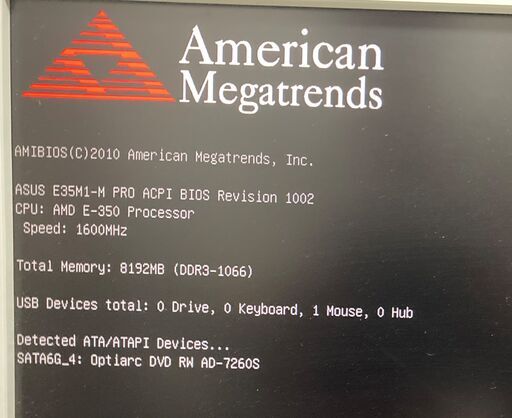 American
Megatrends
AMIBIOS(C)2010 American Megatrends, Inc.
ASUS E35M1-M PRO ACPI BIOS Revision 1002
CPU: AMD E-350 Processor
Speed: 1600MHz
Total Memory: 8192MB (DDR3-1066)
USB Devices total: 0 Drive, 0 Keyboard, 1 Mouse, 0 Hub
Detected ATA/ATAPI Devices...
SATA6G_4: Optiarc DVD RW AD-7260S